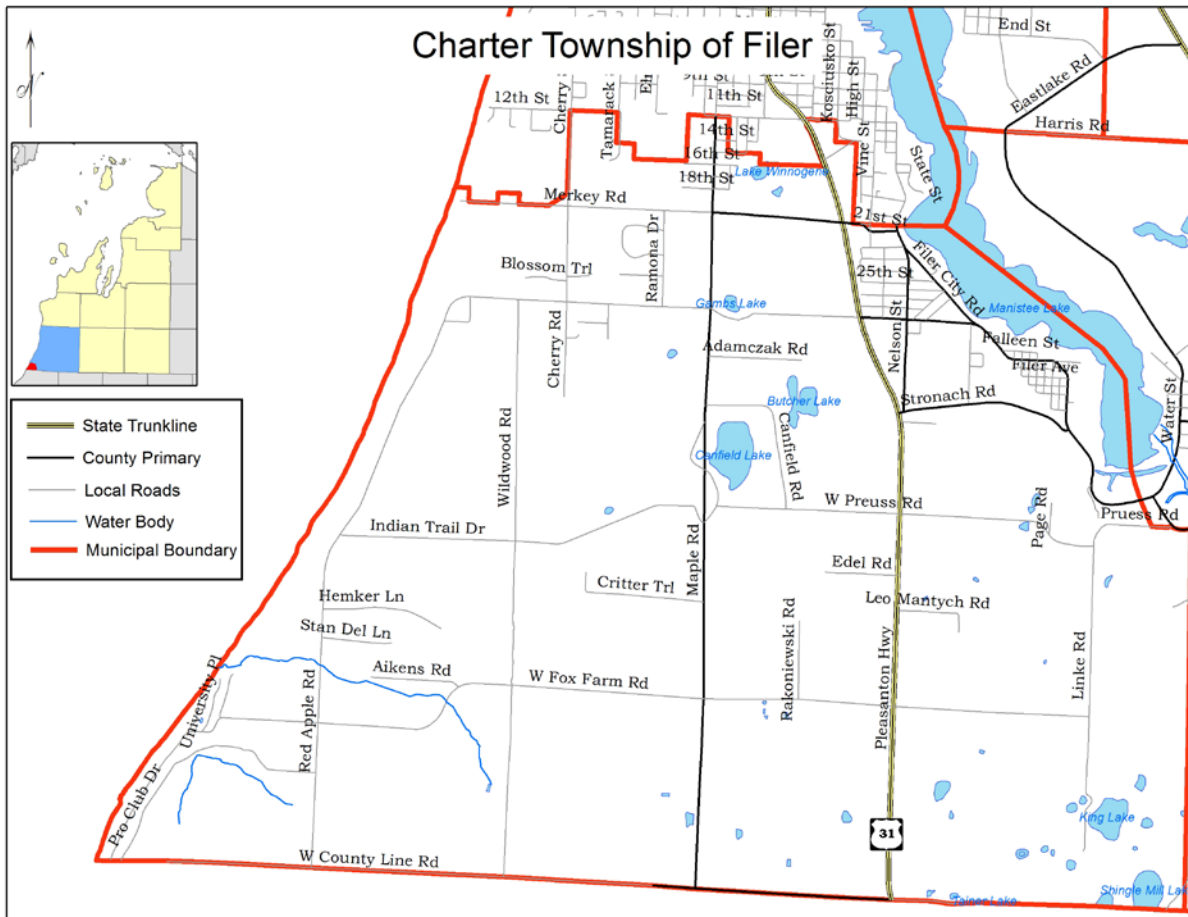 Charter Township of Filer
End St
Eastlake Rd
Harris Rd
Kosciusko St
High St
11th St
12th St
Cherry S
Tamarack S
14th St
16th St
18th St
Vine St
State St
Lake Winnogene
Merkey Rd
21st St
Ramona Dr
Blossom Trl
25th St
Filer City Rd
Manistee Lake
Gambs Lake
Nelson St
Falleen St
Filer Ave
Adamczak Rd
Cherry Rd
Stronach Rd
Water St
Butcher Lake
Canfield Lake
Canfield Rd
Wildwood Rd
W Preuss Rd
Page Rd
Pruess Rd
Indian Trail Dr
Maple Rd
Edel Rd
Critter Trl
Leo Mantych Rd
Hemker Ln
Stan Del Ln
Rakoniewski Rd
Pleasanton Hwy
Linke Rd
Aikens Rd
W Fox Farm Rd
University Pl
Red Apple Rd
Pro Club Dr
31
King Lake
W County Line Rd
Tainer Lake
Shingle Mill La
State Trunkline
County Primary
Local Roads
Water Body
Municipal Boundary